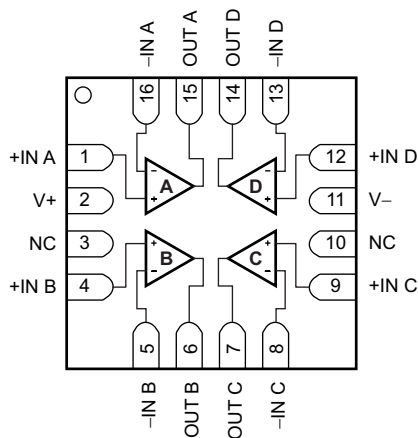 –IN A OUT A OUT D –IN D
16 15 14 13
+IN A 1 12 +IN D
– –
A D
+ +
V+ 2 11 V–
NC 3 10 NC
+ +
B C
– –
+IN B 4 9 +IN C
5 6 7 8
–IN B OUT B OUT C –IN C